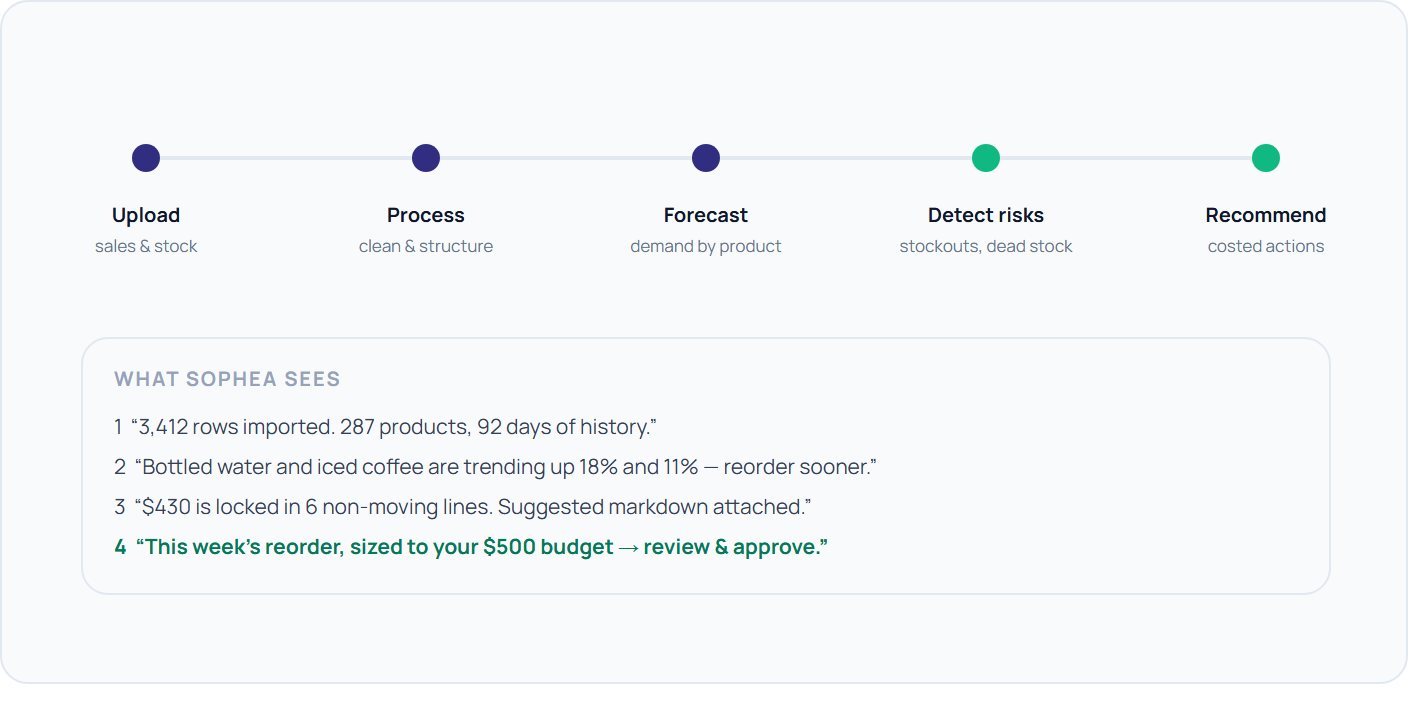 Upload
sales & stock
Process
clean & structure
Forecast
demand by product
Detect risks
stockouts, dead stock
Recommend
costed actions
WHAT SOPHEA SEES
1 “3,412 rows imported. 287 products, 92 days of history.”
2 “Bottled water and iced coffee are trending up 18% and 11% — reorder sooner.”
3 “$430 is locked in 6 non-moving lines. Suggested markdown attached.”
4 “This week’s reorder, sized to your $500 budget → review & approve.”